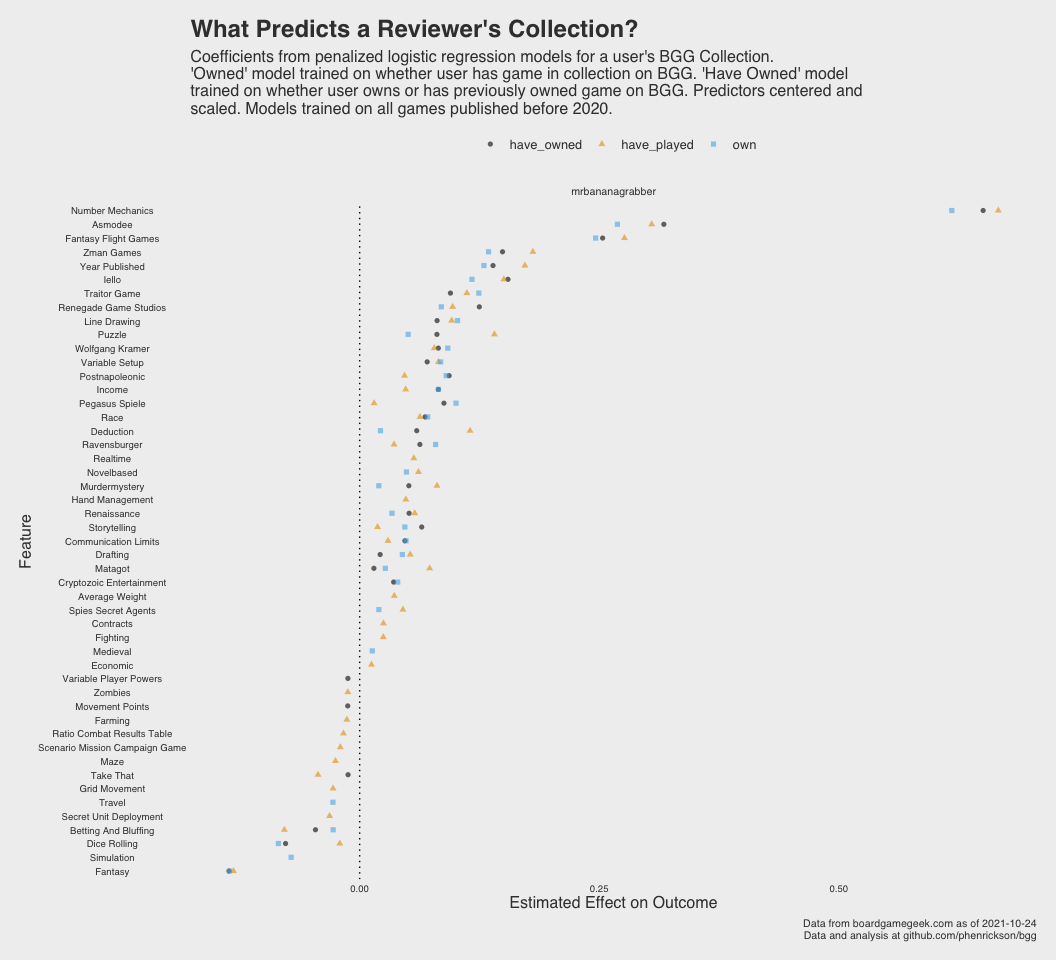 What Predicts a Reviewer's Collection?
Coefficients from penalized logistic regression models for a user's BGG Collection.
'Owned' model trained on whether user has game in collection on BGG. 'Have Owned' model
trained on whether user owns or has previously owned game on BGG. Predictors centered and
scaled. Models trained on all games published before 2020.
have_owned have_played own
mrbananagrabber
Number Mechanics
Asmodee
Fantasy Flight Games
Zman Games
Year Published
Iello
Traitor Game
Renegade Game Studios
Line Drawing
Puzzle
Wolfgang Kramer
Variable Setup
Postnapoleonic
Income
Pegasus Spiele
Race
Deduction
Ravensburger
Realtime
Novelbased
Murdermystery
Hand Management
Renaissance
Storytelling
Communication Limits
Drafting
Matagot
Cryptozoic Entertainment
Average Weight
Spies Secret Agents
Contracts
Fighting
Medieval
Economic
Variable Player Powers
Zombies
Movement Points
Farming
Ratio Combat Results Table
Scenario Mission Campaign Game
Maze
Take That
Grid Movement
Travel
Secret Unit Deployment
Betting And Bluffing
Dice Rolling
Simulation
Fantasy
Feature
0.00 0.25 0.50
Estimated Effect on Outcome
Data from boardgamegeek.com as of 2021-10-24
Data and analysis at github.com/phenrickson/bgg